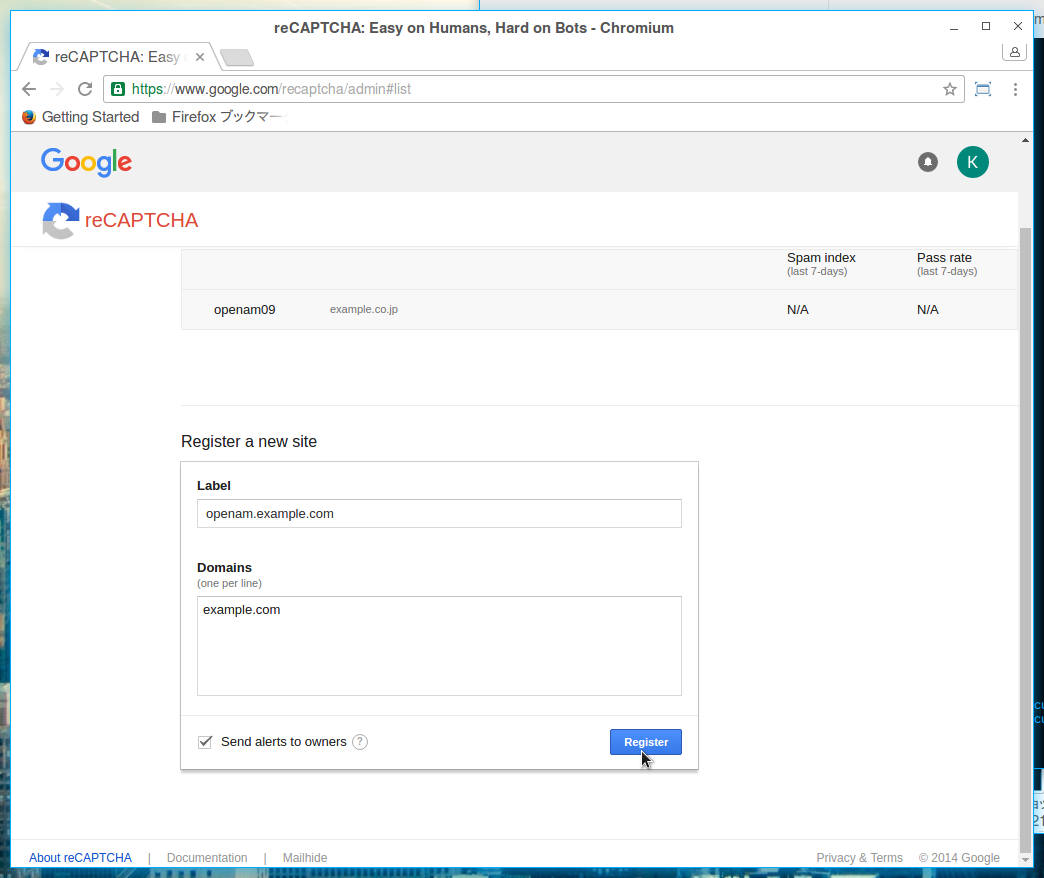 reCAPTCHA: Easy on Humans, Hard on Bots - Chromium
reCAPTCHA: Easy
https://www.google.com/recaptcha/admin#list
Getting Started Firefox ブックマー
Google K
reCAPTCHA
Spam index Pass rate
(last 7-days) (last 7-days)
openam09 example.co.jp N/A N/A
Register a new site
Label
openam.example.com
Domains
(one per line)
example.com
Send alerts to owners ? Register
About reCAPTCHA | Documentation | Mailhide Privacy & Terms © 2014 Google